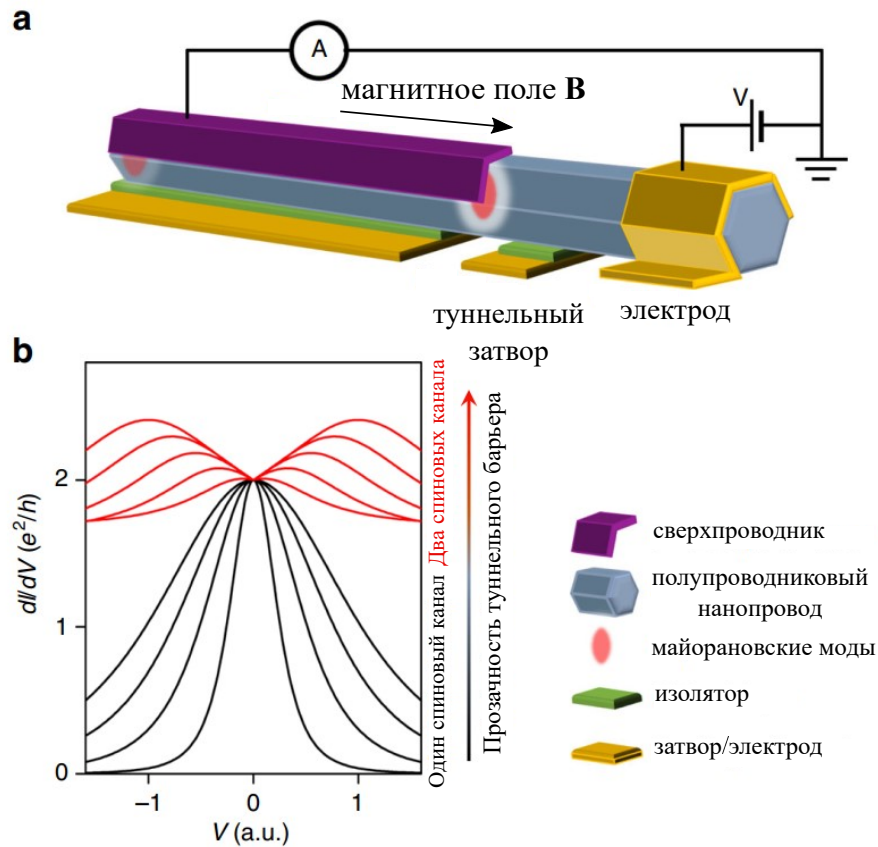 a
A
магнитное поле B
V
туннельный
затвор
электрод
b
dI/dV (e²/h)
2
1
0
−1
0
1
V (a.u.)
Один спиновый канал
Два спиновых канала
Прозрачность туннельного барьера
сверхпроводник
полупроводниковый
нанопровод
майорановские моды
изолятор
затвор/электрод